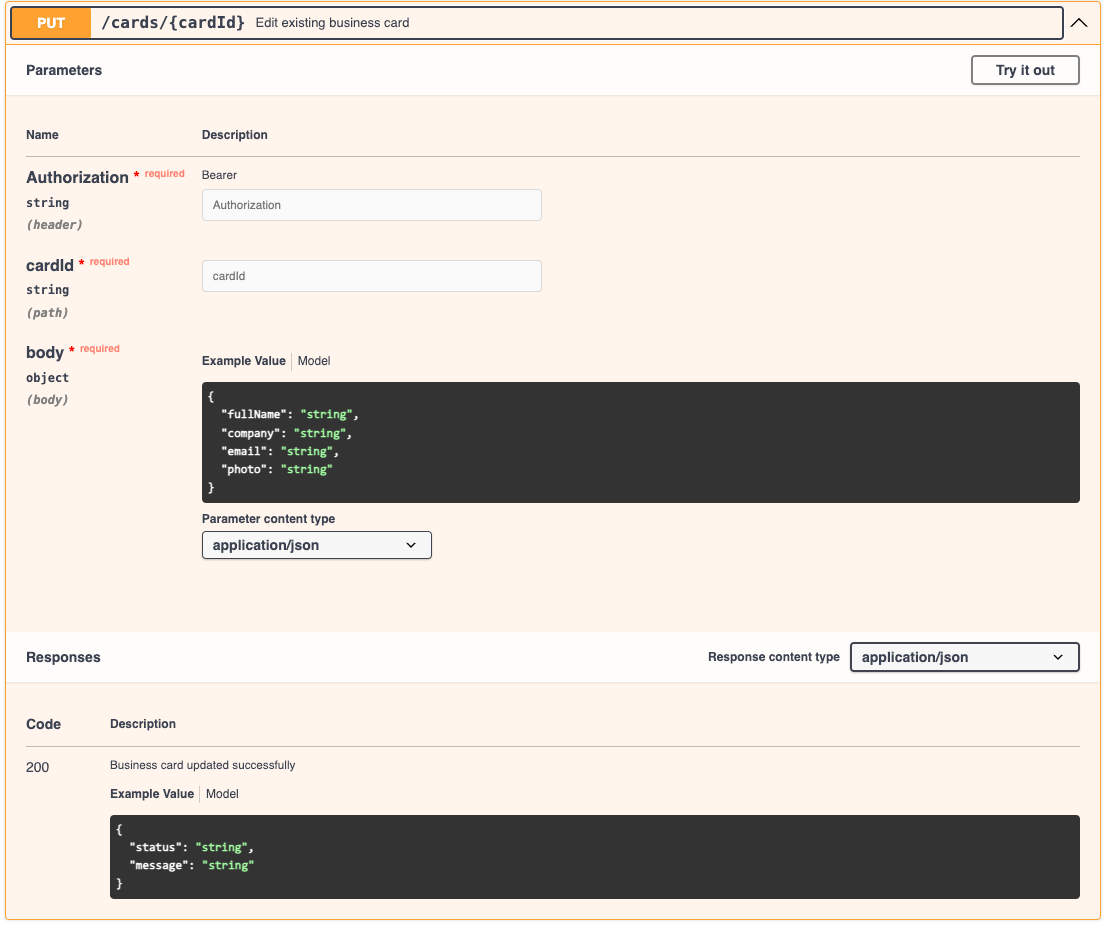 PUT /cards/{cardId} Edit existing business card
Parameters Try it out
Name Description
Authorization * required Bearer
string Authorization
(header)
cardId * required
string cardId
(path)
body * required
object Example Value Model
(body)
{
  "fullName": "string",
  "company": "string",
  "email": "string",
  "photo": "string"
}
Parameter content type
application/json
Responses Response content type application/json
Code Description
200 Business card updated successfully
Example Value Model
{
  "status": "string",
  "message": "string"
}